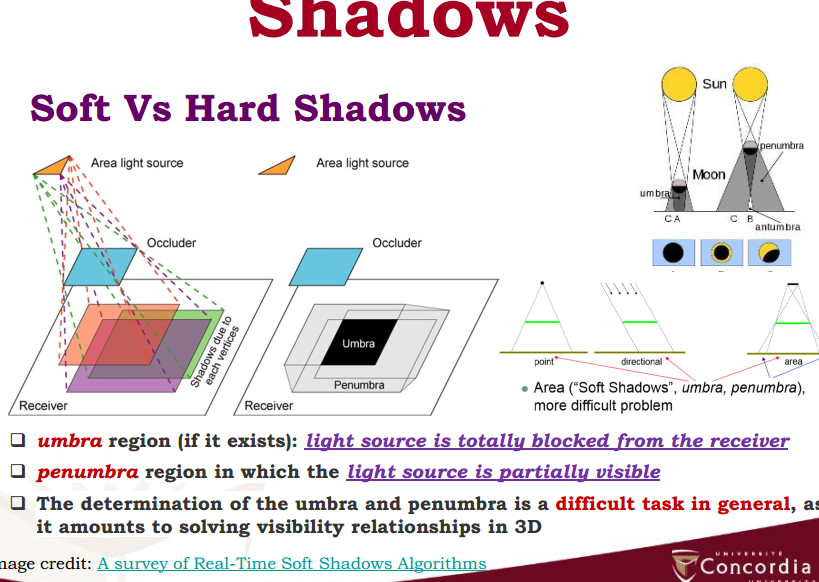 Shadows
Soft Vs Hard Shadows
Area light source
Occluder
Shadows due to
each vertices
Receiver
Area light source
Occluder
Umbra
Penumbra
Receiver
Sun
penumbra
Moon
umbra
C A
C B
antumbra
point
directional
area
Area (“Soft Shadows”, umbra, penumbra),
more difficult problem
umbra region (if it exists): light source is totally blocked from the receiver
penumbra region in which the light source is partially visible
The determination of the umbra and penumbra is a difficult task in general, as
it amounts to solving visibility relationships in 3D
mage credit: A survey of Real-Time Soft Shadows Algorithms
UNIVERSITÉ
Concordia
UNIVERSITY